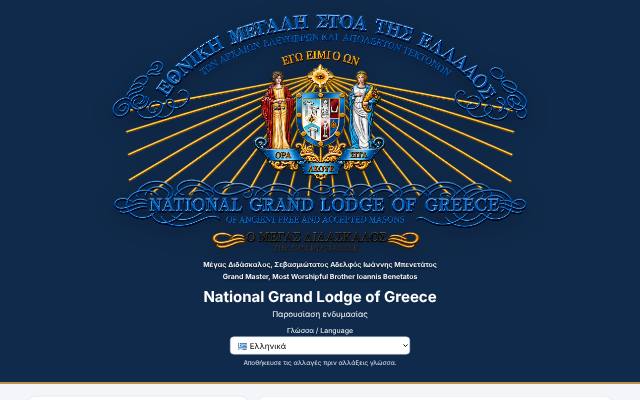 ΕΘΝΙΚΗ ΜΕΓΑΛΗ ΣΤΟΑ ΤΗΣ ΕΛΛΑΔΟΣ
ΤΩΝ ΑΡΧΑΙΩΝ ΕΛΕΥΘΕΡΩΝ ΚΑΙ ΑΠΟΔΕΚΤΩΝ ΤΕΚΤΟΝΩΝ
ΕΓΩ ΕΙΜΙ Ο ΩΝ
ΟΡΑ
ΑΚΟΥΕ
ΣΙΓΑ
NATIONAL GRAND LODGE OF GREECE
OF ANCIENT FREE AND ACCEPTED MASONS
Ο ΜΕΓΑΣ ΔΙΔΑΣΚΑΛΟΣ
Μέγας Διδάσκαλος, Σεβασμιώτατος Αδελφός Ιωάννης Μπενετάτος
Grand Master, Most Worshipful Brother Ioannis Benetatos
National Grand Lodge of Greece
Παρουσίαση ενδυμασίας
Γλώσσα / Language
Ελληνικά
Αποθήκευσε τις αλλαγές πριν αλλάξεις γλώσσα.